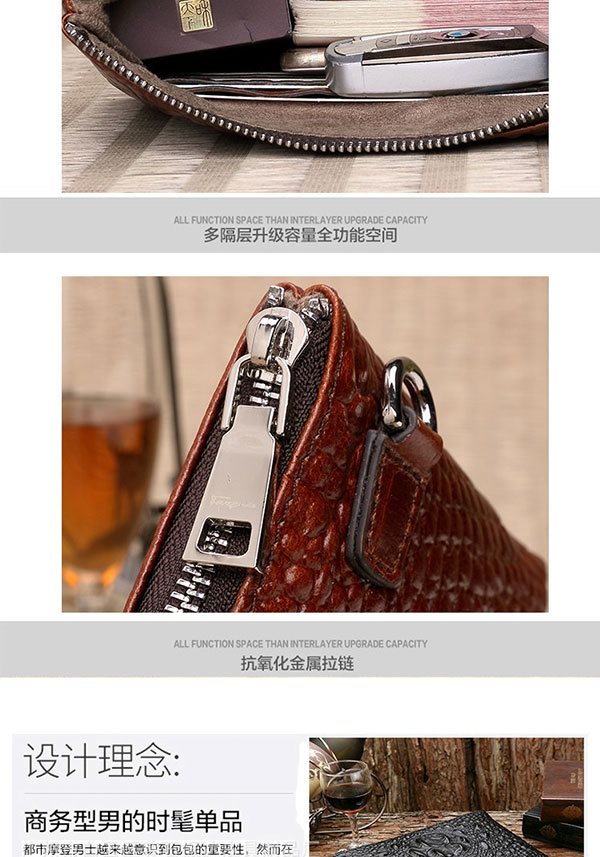 ALL FUNCTION SPACE THAN INTERLAYER UPGRADE CAPACITY
多隔层升级容量全功能空间
ALL FUNCTION SPACE THAN INTERLAYER UPGRADE CAPACITY
抗氧化金属拉链
设计理念:
商务型男的时髦单品
都市摩登男士越来越意识到包包的重要性，然而在